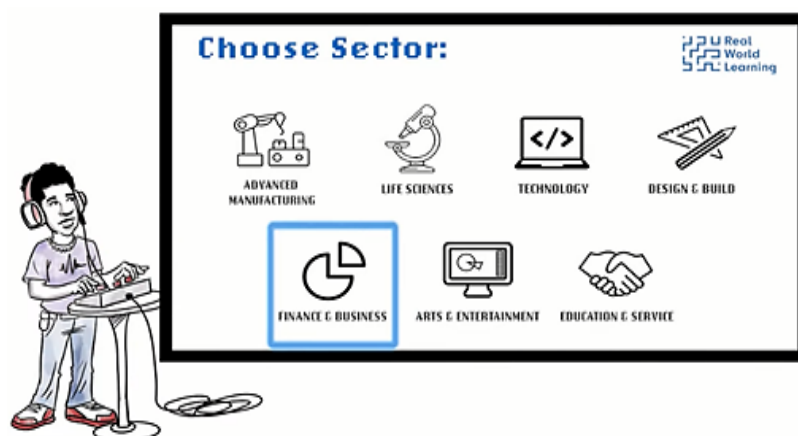 Choose Sector:
Real
World
Learning
ADVANCED
MANUFACTURING
LIFE SCIENCES
TECHNOLOGY
DESIGN & BUILD
FINANCE & BUSINESS
ARTS & ENTERTAINMENT
EDUCATION & SERVICE